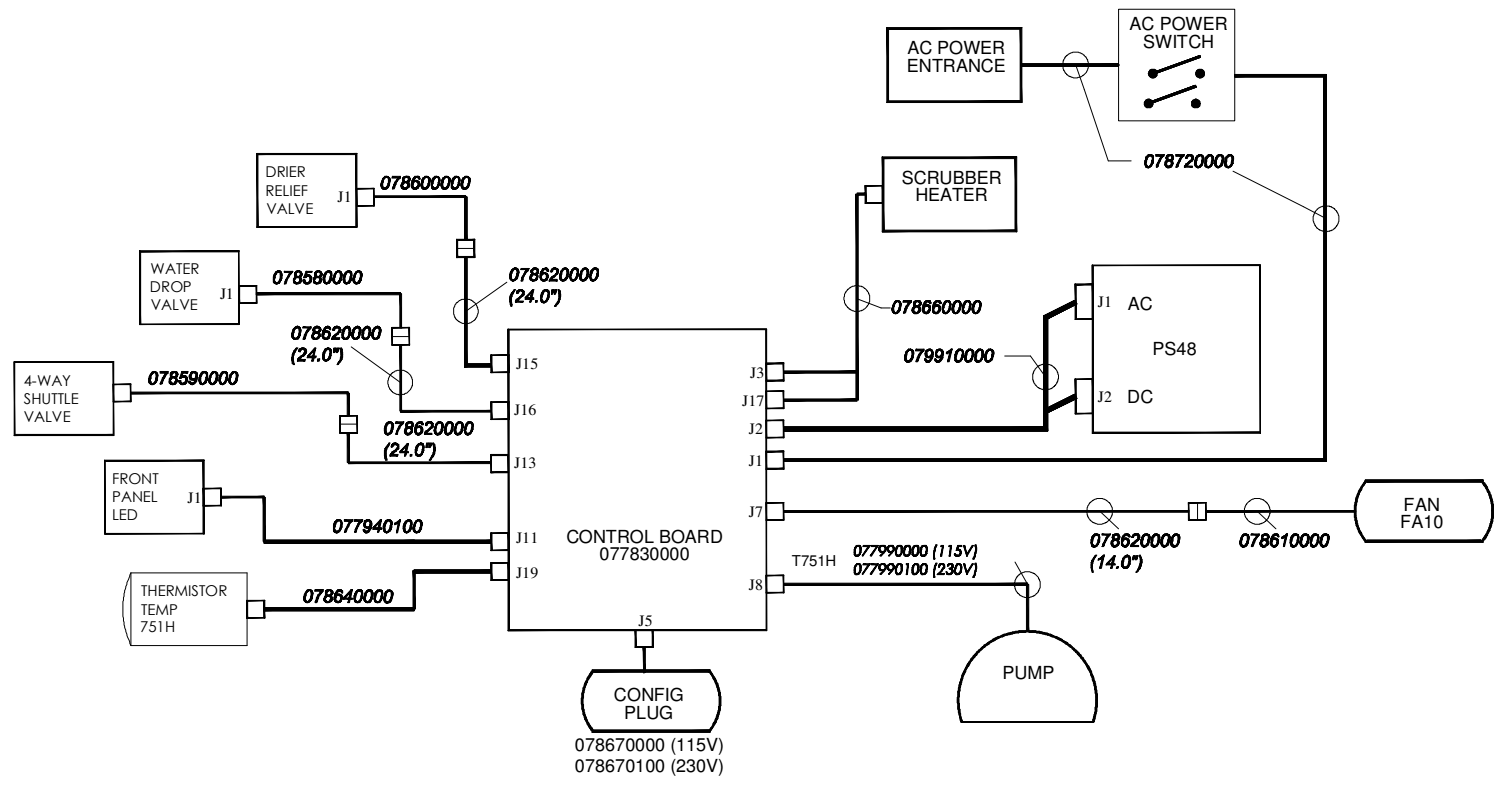 AC POWER
ENTRANCE
AC POWER
SWITCH
078720000
DRIER
RELIEF
VALVE
J1
078600000
SCRUBBER
HEATER
WATER
DROP
VALVE
J1
078580000
078620000
(24.0")
078620000
(24.0")
078660000
J1
AC
PS48
J2
DC
079910000
4-WAY
SHUTTLE
VALVE
078590000
078620000
(24.0")
J15
J16
J13
J11
J19
J3
J17
J2
J1
J7
J8
J5
CONTROL BOARD
077830000
FRONT
PANEL
LED
J1
077940100
THERMISTOR
TEMP
751H
078640000
FAN
FA10
078620000
(14.0")
078610000
T751H
077990000 (115V)
077990100 (230V)
PUMP
CONFIG
PLUG
078670000 (115V)
078670100 (230V)